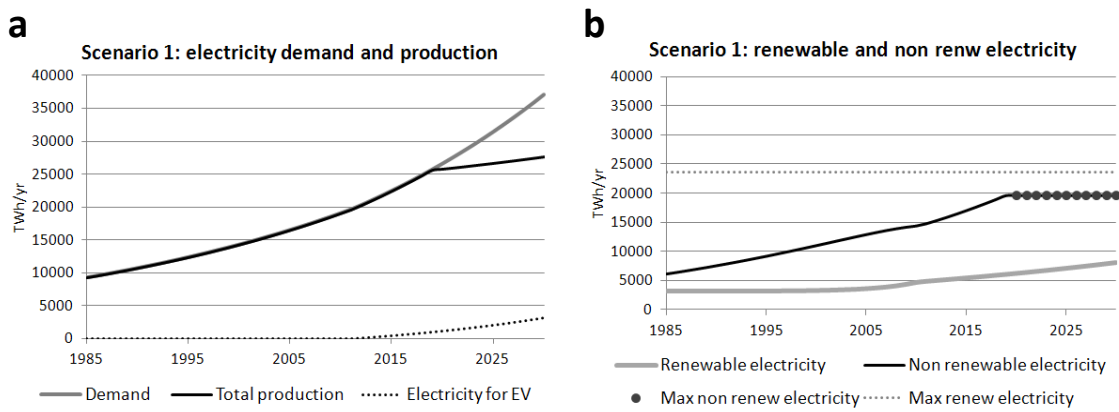 a
Scenario 1: electricity demand and production
40000
35000
30000
25000
20000
15000
10000
5000
0
TWh/yr
1985
1995
2005
2015
2025
Demand
Total production
Electricity for EV
b
Scenario 1: renewable and non renw electricity
40000
35000
30000
25000
20000
15000
10000
5000
0
TWh/yr
1985
1995
2005
2015
2025
Renewable electricity
Non renewable electricity
Max non renew electricity
Max renew electricity